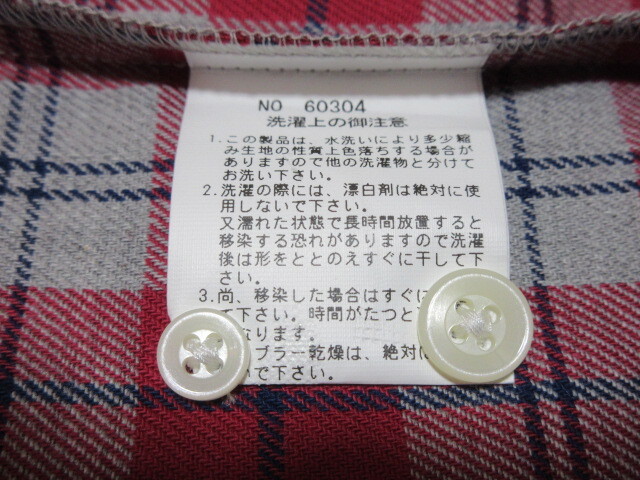 NO 60304
洗濯上の御注意
1.この製品は、水洗いにより多少縮
み生地の性質上色落ちする場合が
ありますので他の洗濯物と分けて
お洗い下さい。
2.洗濯の際には、漂白剤は絶対に使
用しないで下さい。
又濡れた状態で長時間放置すると
移染する恐れがありますので洗濯
後は形をととのえすぐに干して下
さい。
3.尚、移染した場合はすぐに
て下さい。時間がたつと
なります。
ブラー乾燥は、絶対に
いで下さい。